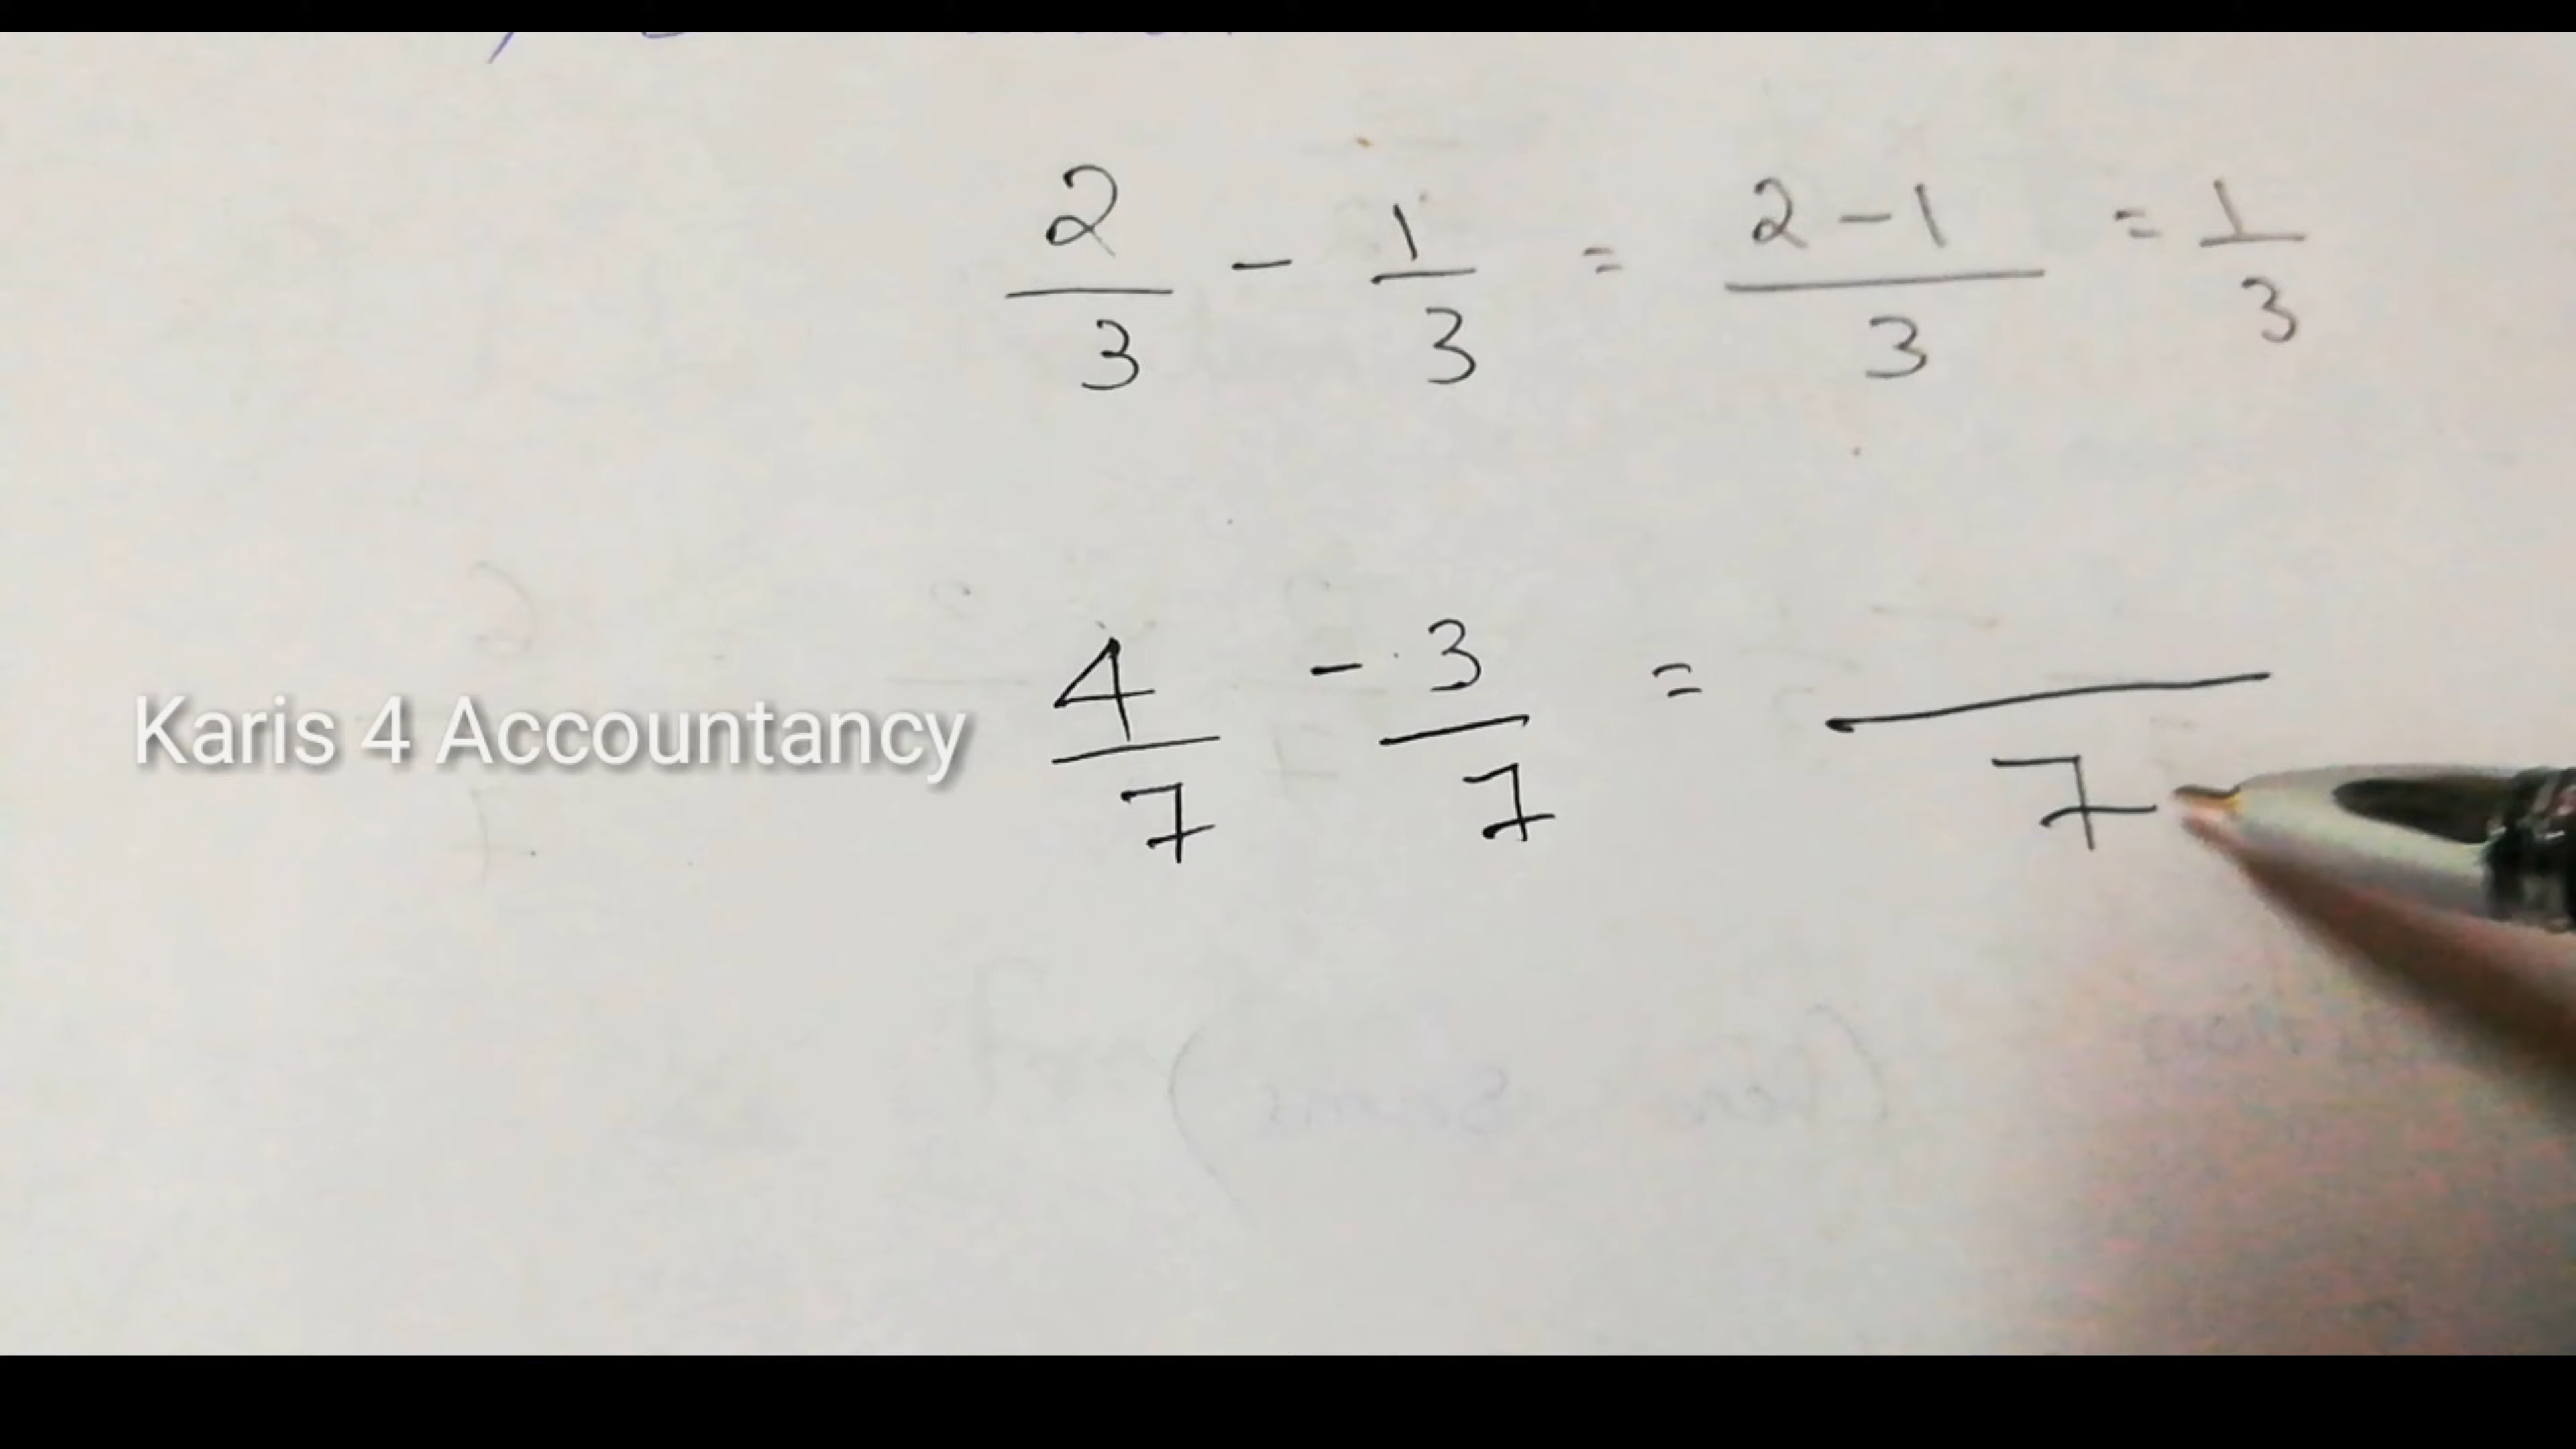 2/3 - 1/3 = 2-1/3 = 1/3
Karis 4 Accountancy
4/7 - 3/7 = /7